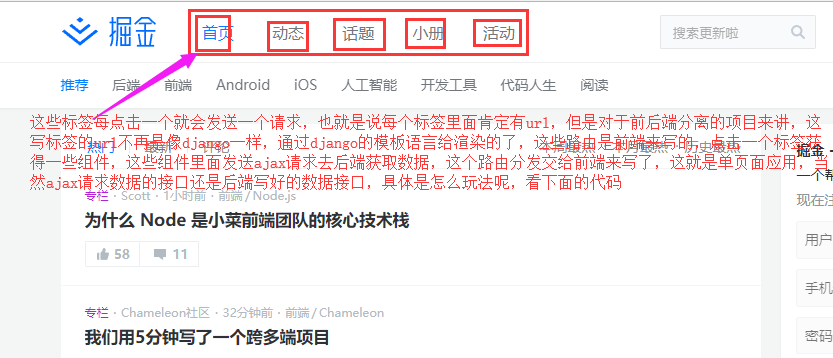 掘金 首页 动态 话题 小册 活动 搜索更新啦
推荐 后端 前端 Android iOS 人工智能 开发工具 代码人生 阅读
这些标签每点击一个就会发送一个请求，也就是说每个标签里面肯定有url，但是对于前后端分离的项目来讲，这
写标签的url不再是像django一样，通过django的模板语言给渲染的了，这些路由是前端来写的，点击一个标签获
得一些组件，这些组件里面发送ajax请求去后端获取数据，这个路由分发交给前端来写了，这就是单页面应用，当
然ajax请求数据的接口还是后端写好的数据接口，具体是怎么玩法呢，看下面的代码
热门 最新 评论 历史最热
掘金 -
一个帮
现在注
专栏 · Scott · 1小时前 · 前端 / Node.js
为什么 Node 是小菜前端团队的核心技术栈
58 11
用户
手机
专栏 · Chameleon社区 · 32分钟前 · 前端 / Chameleon
我们用5分钟写了一个跨多端项目
密码